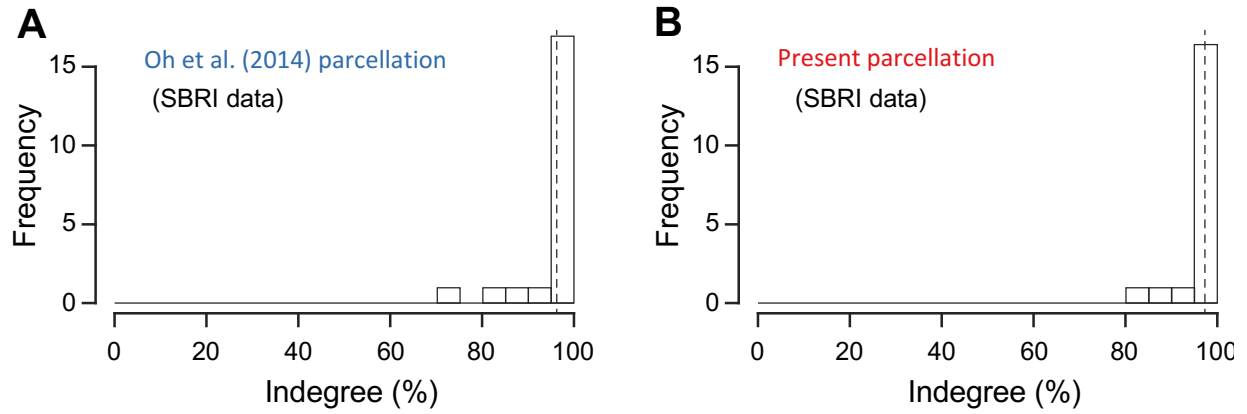 A
Oh et al. (2014) parcellation
(SBRI data)
Frequency
15
10
5
0
0 20 40 60 80 100
Indegree (%)
B
Present parcellation
(SBRI data)
Frequency
15
10
5
0
0 20 40 60 80 100
Indegree (%)